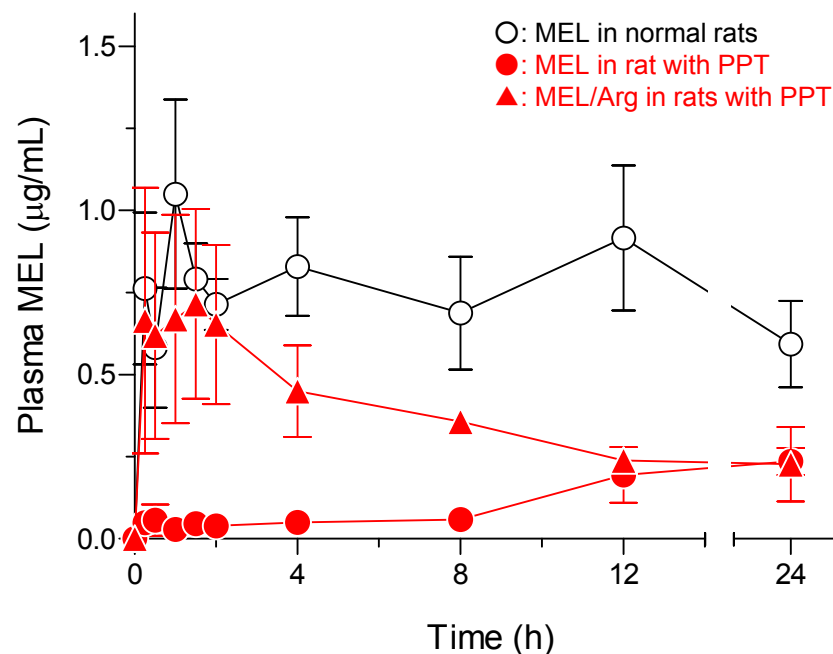 1.5
○: MEL in normal rats
●: MEL in rat with PPT
▲: MEL/Arg in rats with PPT
1.0
Plasma MEL (μg/mL)
0.5
0.0
0 4 8 12 24
Time (h)